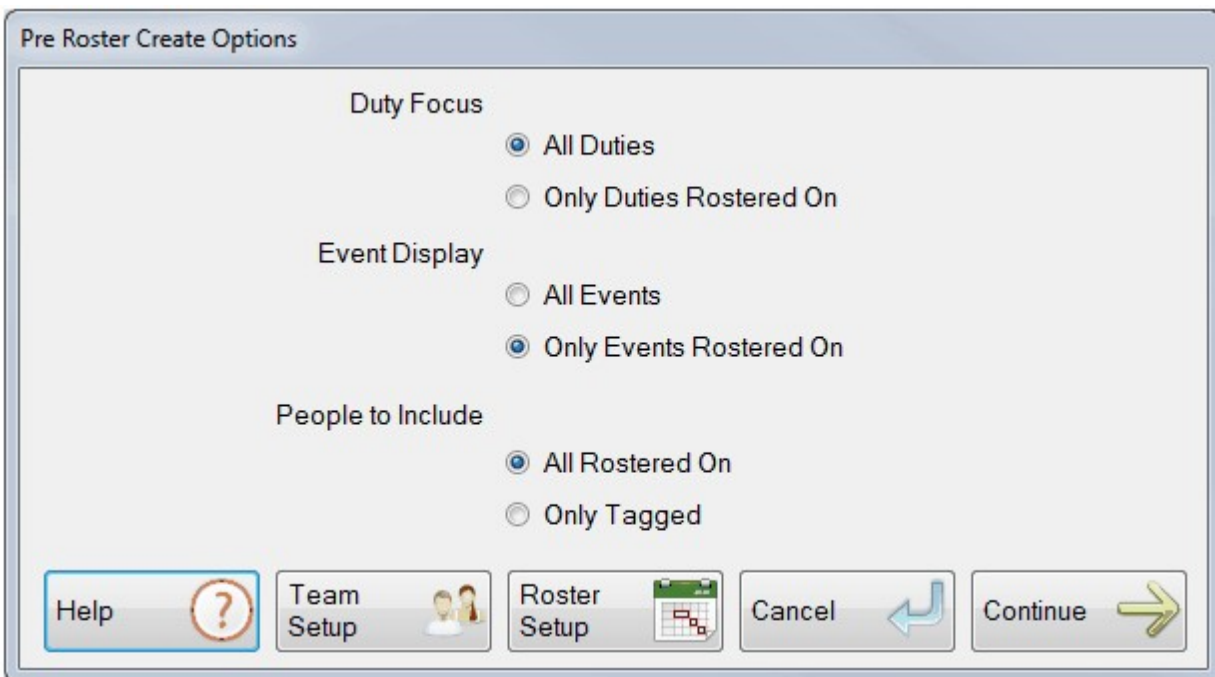 Pre Roster Create Options
Duty Focus
All Duties
Only Duties Rostered On
Event Display
All Events
Only Events Rostered On
People to Include
All Rostered On
Only Tagged
Help ?
Team
Setup
Roster
Setup
Cancel
Continue